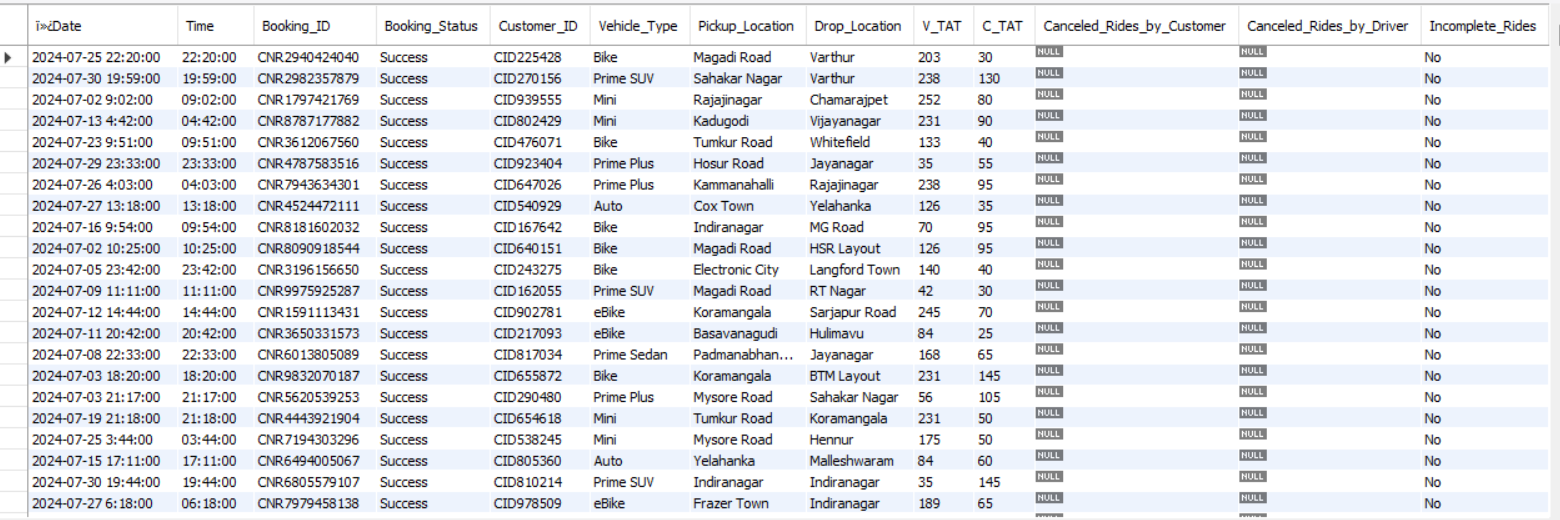 ï»¿Date Time Booking_ID Booking_Status Customer_ID Vehicle_Type Pickup_Location Drop_Location V_TAT C_TAT Canceled_Rides_by_Customer Canceled_Rides_by_Driver Incomplete_Rides
2024-07-25 22:20:00 22:20:00 CNR2940424040 Success CID225428 Bike Magadi Road Varthur 203 30 NULL NULL No
2024-07-30 19:59:00 19:59:00 CNR2982357879 Success CID270156 Prime SUV Sahakar Nagar Varthur 238 130 NULL NULL No
2024-07-02 9:02:00 09:02:00 CNR1797421769 Success CID939555 Mini Rajajinagar Chamarajpet 252 80 NULL NULL No
2024-07-13 4:42:00 04:42:00 CNR8787177882 Success CID802429 Mini Kadugodi Vijayanagar 231 90 NULL NULL No
2024-07-23 9:51:00 09:51:00 CNR3612067560 Success CID476071 Bike Tumkur Road Whitefield 133 40 NULL NULL No
2024-07-29 23:33:00 23:33:00 CNR4787583516 Success CID923404 Prime Plus Hosur Road Jayanagar 35 55 NULL NULL No
2024-07-26 4:03:00 04:03:00 CNR7943634301 Success CID647026 Prime Plus Kammanahalli Rajajinagar 238 95 NULL NULL No
2024-07-27 13:18:00 13:18:00 CNR4524472111 Success CID540929 Auto Cox Town Yelahanka 126 35 NULL NULL No
2024-07-16 9:54:00 09:54:00 CNR8181602032 Success CID167642 Bike Indiranagar MG Road 70 95 NULL NULL No
2024-07-02 10:25:00 10:25:00 CNR8090918544 Success CID640151 Bike Magadi Road HSR Layout 126 95 NULL NULL No
2024-07-05 23:42:00 23:42:00 CNR3196156650 Success CID243275 Bike Electronic City Langford Town 140 40 NULL NULL No
2024-07-09 11:11:00 11:11:00 CNR9975925287 Success CID162055 Prime SUV Magadi Road RT Nagar 42 30 NULL NULL No
2024-07-12 14:44:00 14:44:00 CNR1591113431 Success CID902781 eBike Koramangala Sarjapur Road 245 70 NULL NULL No
2024-07-11 20:42:00 20:42:00 CNR3650331573 Success CID217093 eBike Basavanagudi Hulimavu 84 25 NULL NULL No
2024-07-08 22:33:00 22:33:00 CNR6013805089 Success CID817034 Prime Sedan Padmanabhan... Jayanagar 168 65 NULL NULL No
2024-07-03 18:20:00 18:20:00 CNR9832070187 Success CID655872 Bike Koramangala BTM Layout 231 145 NULL NULL No
2024-07-03 21:17:00 21:17:00 CNR5620539253 Success CID290480 Prime Plus Mysore Road Sahakar Nagar 56 105 NULL NULL No
2024-07-19 21:18:00 21:18:00 CNR4443921904 Success CID654618 Mini Tumkur Road Koramangala 231 50 NULL NULL No
2024-07-25 3:44:00 03:44:00 CNR7194303296 Success CID538245 Mini Mysore Road Hennur 175 50 NULL NULL No
2024-07-15 17:11:00 17:11:00 CNR6494005067 Success CID805360 Auto Yelahanka Malleshwaram 84 60 NULL NULL No
2024-07-30 19:44:00 19:44:00 CNR6805579107 Success CID810214 Prime SUV Indiranagar Indiranagar 35 145 NULL NULL No
2024-07-27 6:18:00 06:18:00 CNR7979458138 Success CID978509 eBike Frazer Town Indiranagar 189 65 NULL NULL No